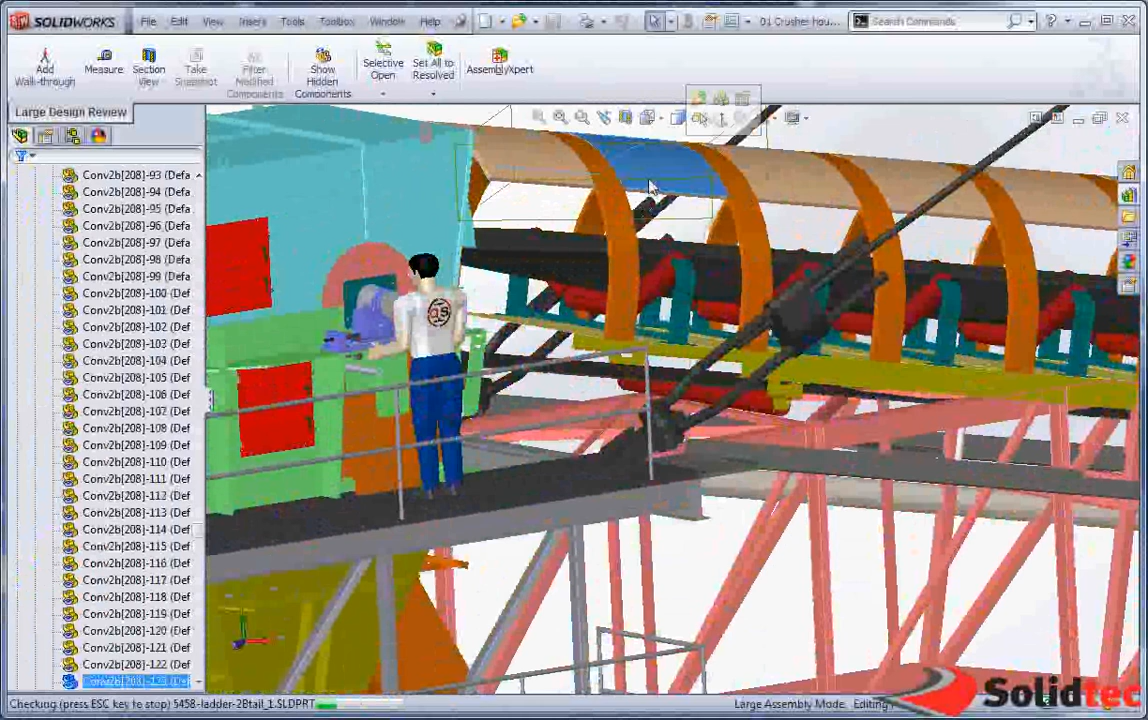 SOLIDWORKS File Edit View Inserts Tools Toolbox Window Help 01 Crusher Hou... Search Commands
Add Walk-through
Measure
Section View
Take Snapshot
Filter Modified Components
Show Hidden Components
Selective Open
Set All to Resolved
AssemblyXpert
Large Design Review
Conv2b[208]-93 (Defa
Conv2b[208]-94 (Defa
Conv2b[208]-95 (Defa
Conv2b[208]-96 (Defa
Conv2b[208]-97 (Defa
Conv2b[208]-98 (Defa
Conv2b[208]-99 (Defa
Conv2b[208]-100 (Def
Conv2b[208]-101 (Def
Conv2b[208]-102 (Def
Conv2b[208]-103 (Def
Conv2b[208]-104 (Def
Conv2b[208]-105 (Def
Conv2b[208]-106 (Def
Conv2b[208]-107 (Def
Conv2b[208]-108 (Def
Conv2b[208]-109 (Def
Conv2b[208]-110 (Def
Conv2b[208]-111 (Def
Conv2b[208]-112 (Def
Conv2b[208]-113 (Def
Conv2b[208]-114 (Def
Conv2b[208]-115 (Def
Conv2b[208]-116 (Def
Conv2b[208]-117 (Def
Conv2b[208]-118 (Def
Conv2b[208]-119 (Def
Conv2b[208]-120 (Def
Conv2b[208]-121 (Def
Conv2b[208]-122 (Def
Conv2b[208]-123 (Def
Checking (press ESC key to stop) 5458-ladder-2Btail_1.SLDPRT Large Assembly Mode Editing
Solidtec